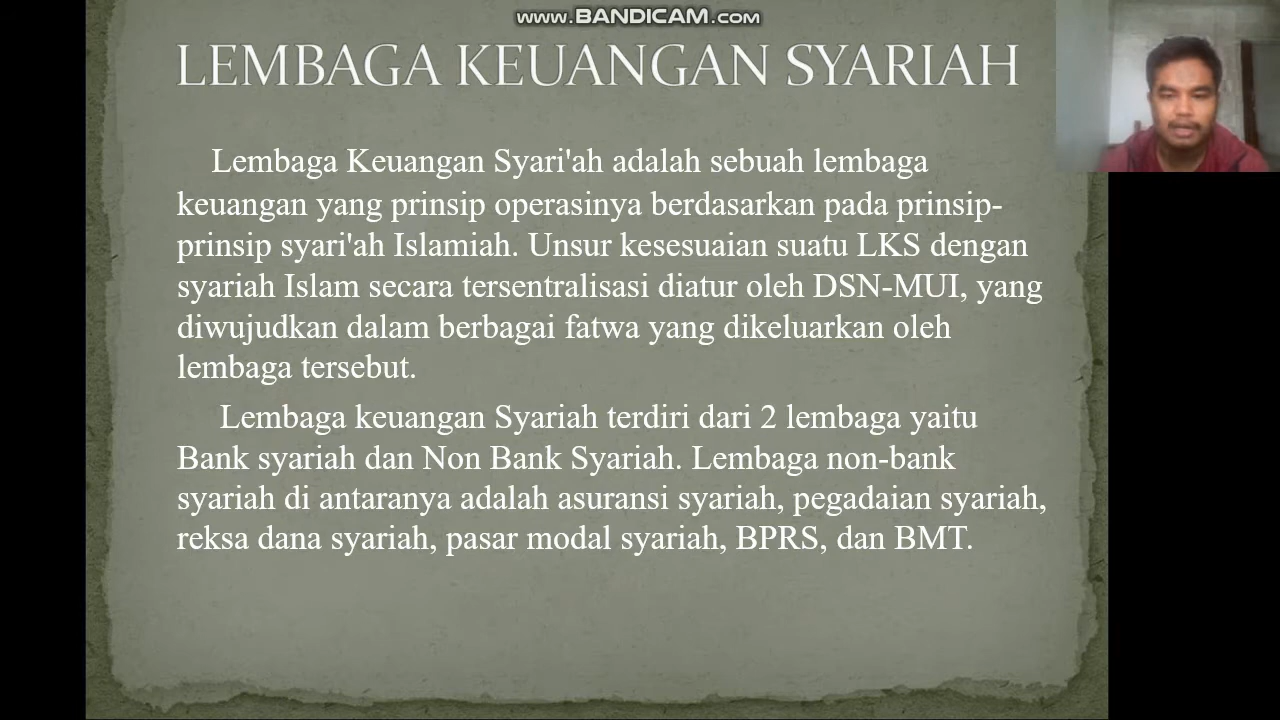 www.BANDICAM.com
LEMBAGA KEUANGAN SYARIAH
Lembaga Keuangan Syari'ah adalah sebuah lembaga
keuangan yang prinsip operasinya berdasarkan pada prinsip-
prinsip syari'ah Islamiah. Unsur kesesuaian suatu LKS dengan
syariah Islam secara tersentralisasi diatur oleh DSN-MUI, yang
diwujudkan dalam berbagai fatwa yang dikeluarkan oleh
lembaga tersebut.
Lembaga keuangan Syariah terdiri dari 2 lembaga yaitu
Bank syariah dan Non Bank Syariah. Lembaga non-bank
syariah di antaranya adalah asuransi syariah, pegadaian syariah,
reksa dana syariah, pasar modal syariah, BPRS, dan BMT.